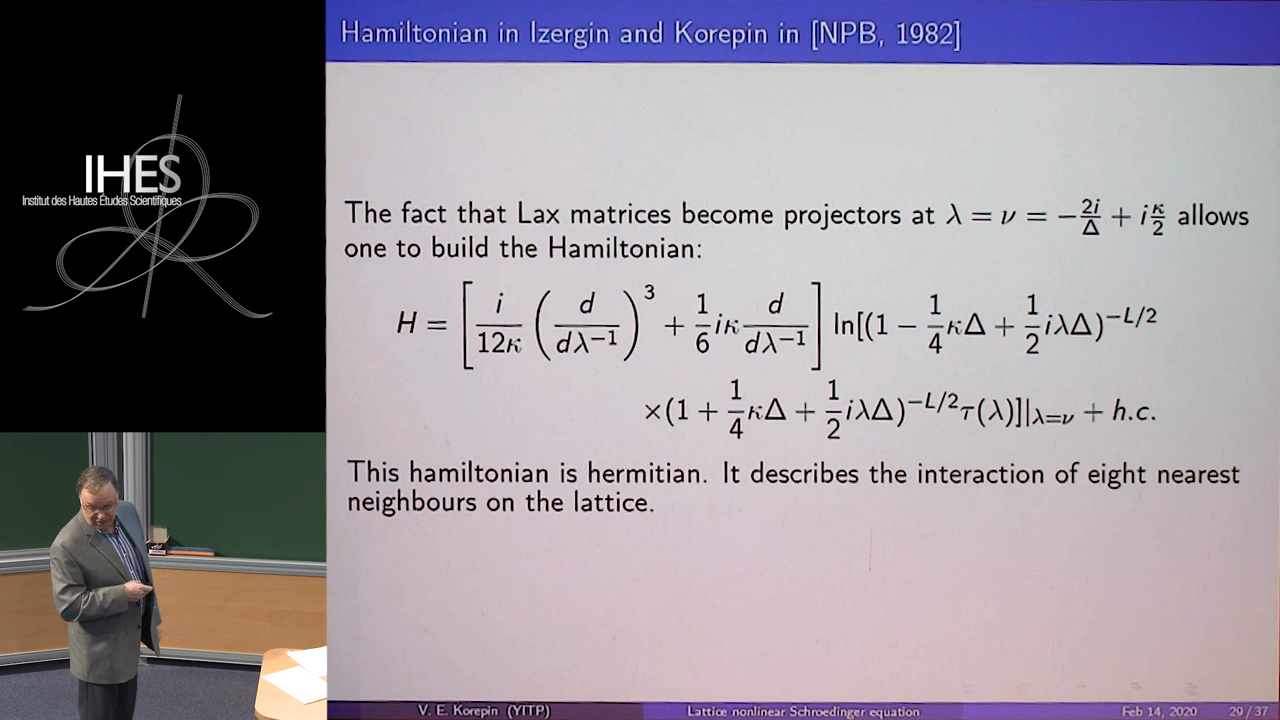 Hamiltonian in Izergin and Korepin in [NPB, 1982]
IHES
Institut des Hautes Études Scientifiques
The fact that Lax matrices become projectors at λ = ν = −2i/Δ + iκ/2 allows
one to build the Hamiltonian:
H = [ i/12κ (d/dλ⁻¹)³ + 1/6 iκ d/dλ⁻¹ ] ln[(1 − 1/4 κΔ + 1/2 iλΔ)^{−L/2}
×(1 + 1/4 κΔ + 1/2 iλΔ)^{−L/2} τ(λ)]|_{λ=ν} + h.c.
This hamiltonian is hermitian. It describes the interaction of eight nearest
neighbours on the lattice.
V. E. Korepin (YITP) Lattice nonlinear Schroedinger equation Feb 14, 2020 29 / 37